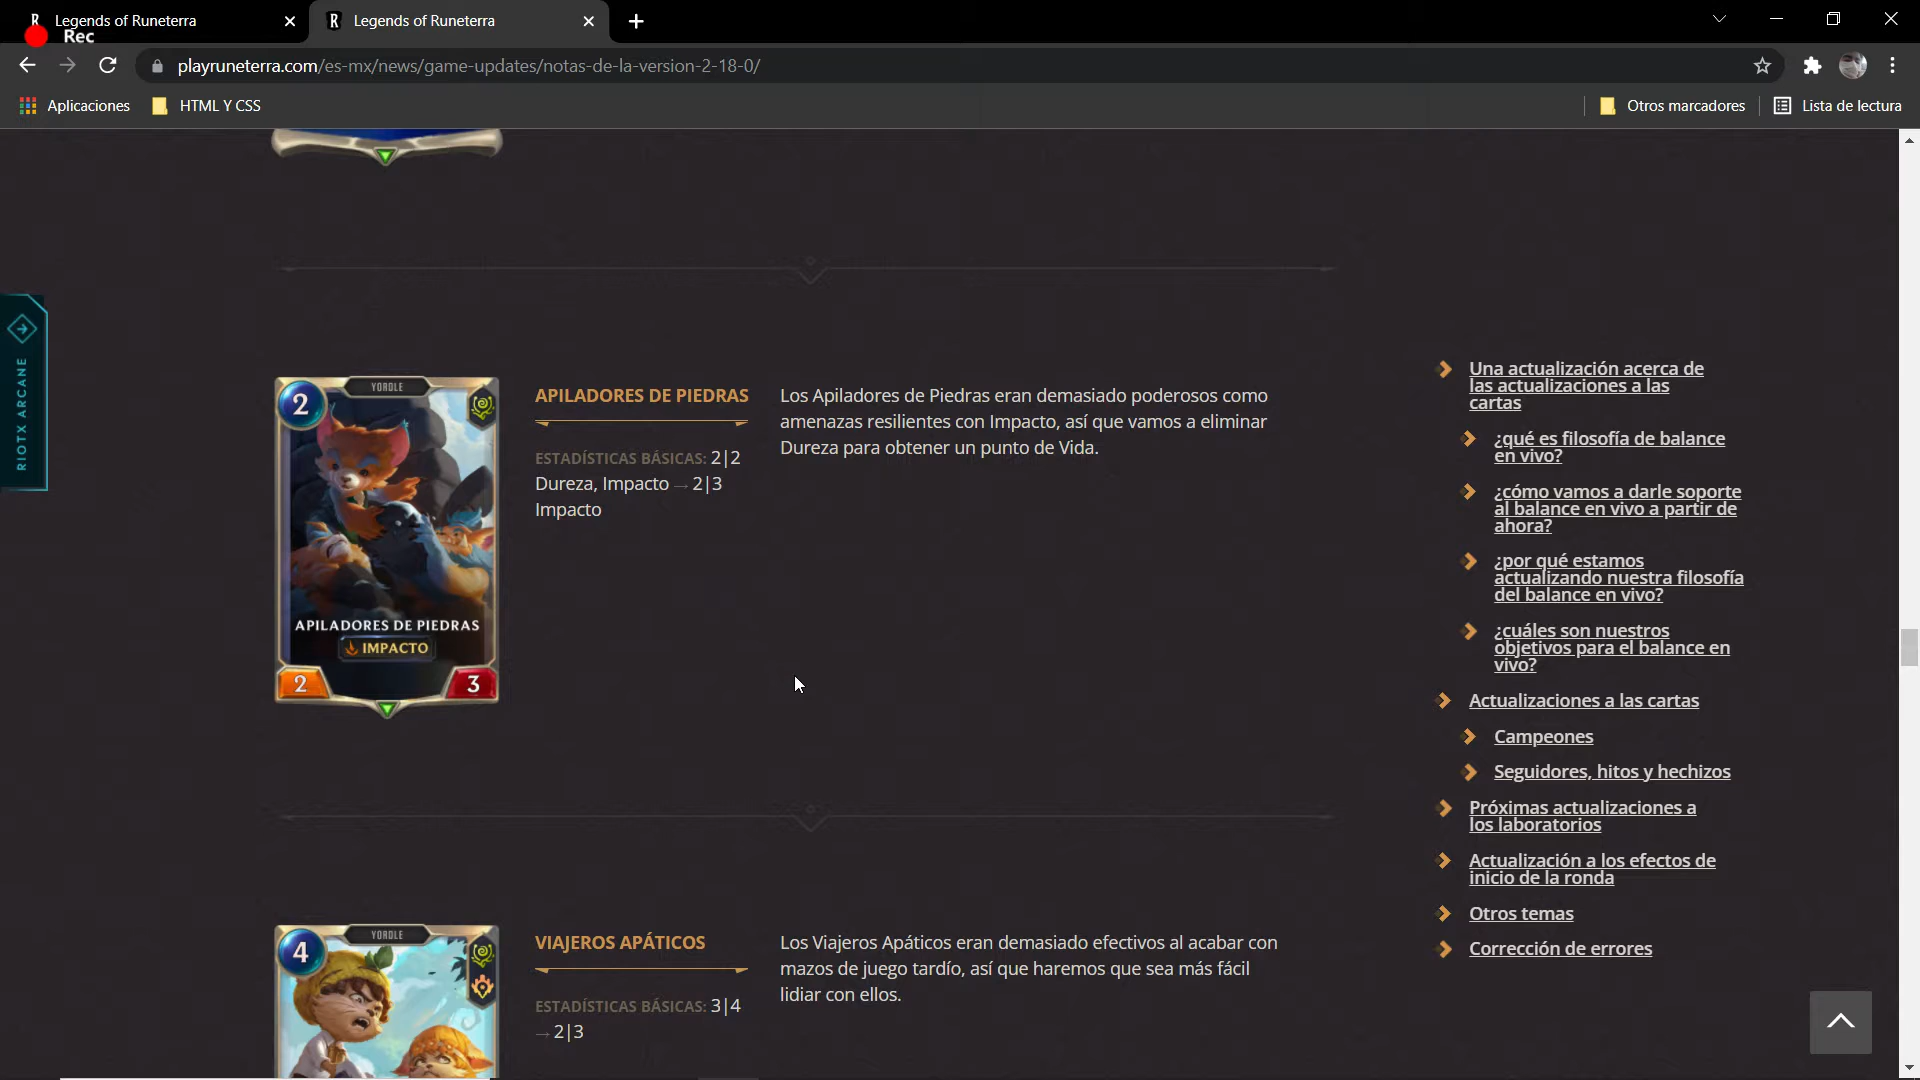 Legends of Runeterra
Legends of Runeterra
Rec
playruneterra.com/es-mx/news/game-updates/notas-de-la-version-2-18-0/
Aplicaciones
HTML Y CSS
Otros marcadores
Lista de lectura
RIOTX ARCANE
2
YORDLE
APILADORES DE PIEDRAS
IMPACTO
2
3
APILADORES DE PIEDRAS
ESTADÍSTICAS BÁSICAS: 2|2
Dureza, Impacto → 2|3
Impacto
Los Apiladores de Piedras eran demasiado poderosos como
amenazas resilientes con Impacto, así que vamos a eliminar
Dureza para obtener un punto de Vida.
4
YORDLE
VIAJEROS APÁTICOS
ESTADÍSTICAS BÁSICAS: 3|4
→ 2|3
Los Viajeros Apáticos eran demasiado efectivos al acabar con
mazos de juego tardío, así que haremos que sea más fácil
lidiar con ellos.
Una actualización acerca de
las actualizaciones a las
cartas
¿qué es filosofía de balance
en vivo?
¿cómo vamos a darle soporte
al balance en vivo a partir de
ahora?
¿por qué estamos
actualizando nuestra filosofía
del balance en vivo?
¿cuáles son nuestros
objetivos para el balance en
vivo?
Actualizaciones a las cartas
Campeones
Seguidores, hitos y hechizos
Próximas actualizaciones a
los laboratorios
Actualización a los efectos de
inicio de la ronda
Otros temas
Corrección de errores